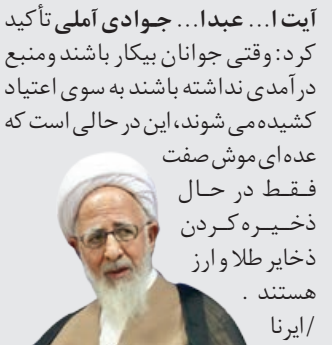 آیت ا... عبدا... جوادی آملی تأکید
کرد: وقتی جوانان بیکار باشند ومنبع
درآمدی نداشته باشند به سوی اعتیاد
کشیده می شوند، این در حالی است که
عده ای موش صفت
فقط در حال
ذخیره کردن
ذخایر طلا و ارز
هستند .
/ایرنا